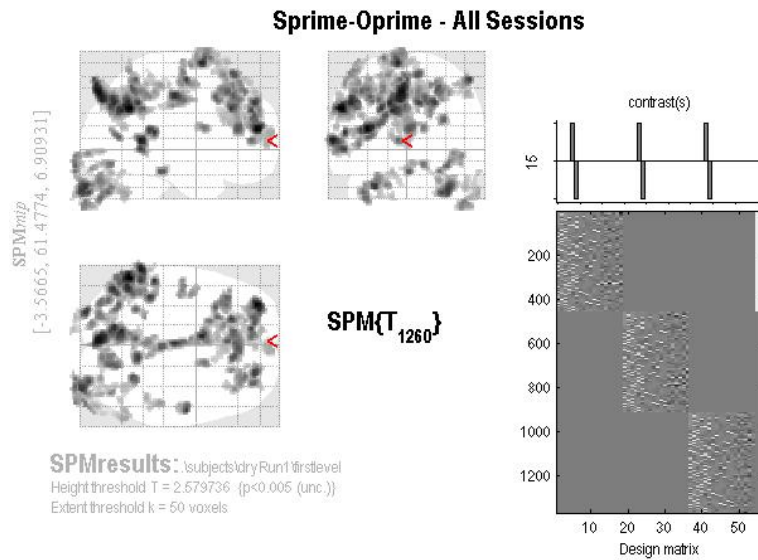 Sprime-Oprime - All Sessions
SPMmip
[-3.5665, 61.4774, 6.90931]
<
<
<
SPM{T1260}
contrast(s)
15
200
400
600
800
1000
1200
10 20 30 40 50
Design matrix
SPMresults: .\subjects\dryRun1\firstlevel
Height threshold T = 2.579736 {p<0.005 (unc.)}
Extent threshold k = 50 voxels